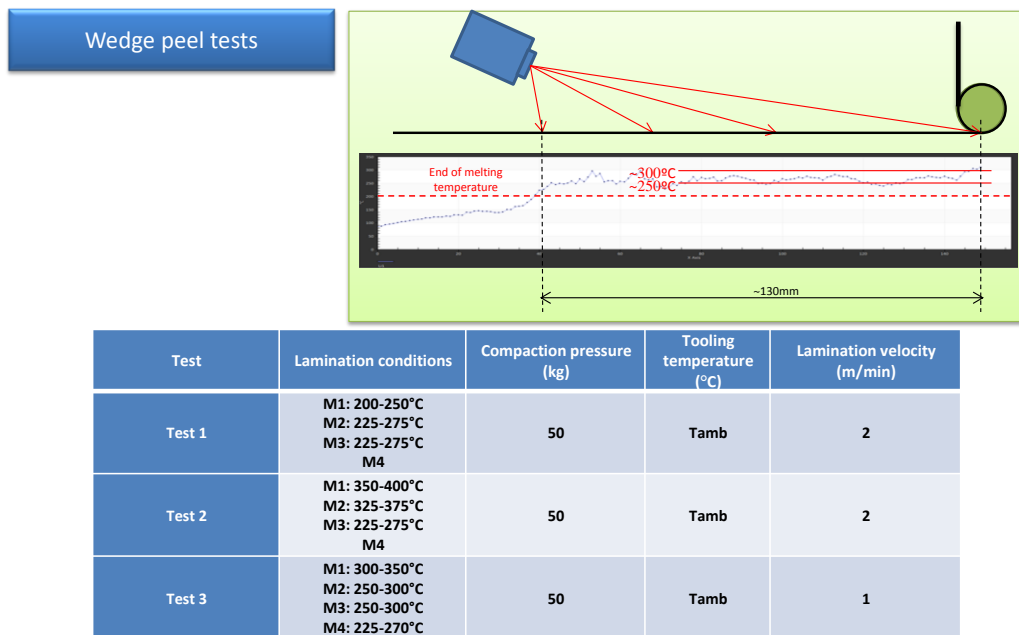 Wedge peel tests
End of melting
temperature
~300ºC
~250ºC
~130mm
Test
Lamination conditions
Compaction pressure
(kg)
Tooling
temperature
(°C)
Lamination velocity
(m/min)
Test 1
M1: 200-250°C
M2: 225-275°C
M3: 225-275°C
M4
50
Tamb
2
Test 2
M1: 350-400°C
M2: 325-375°C
M3: 225-275°C
M4
50
Tamb
2
Test 3
M1: 300-350°C
M2: 250-300°C
M3: 250-300°C
M4: 225-270°C
50
Tamb
1